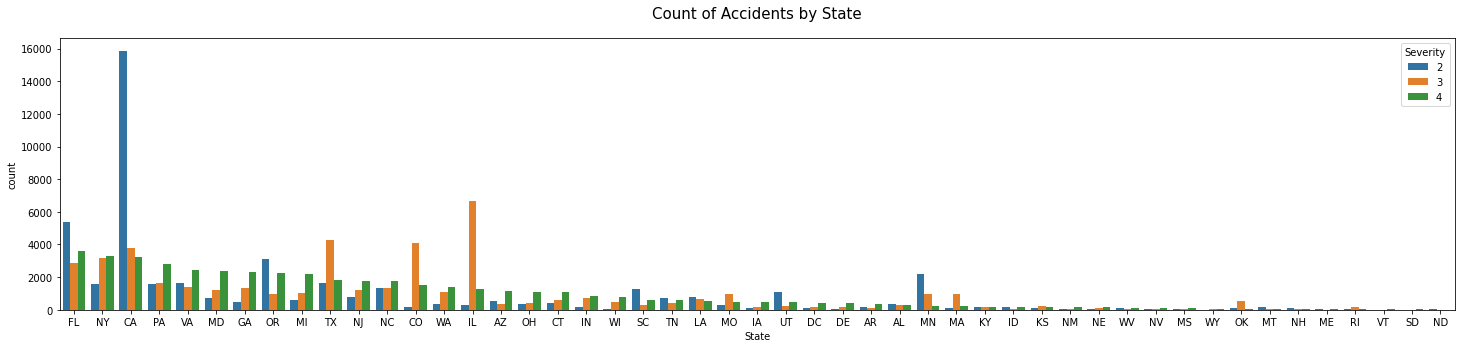 Count of Accidents by State
count
16000
14000
12000
10000
8000
6000
4000
2000
0
Severity
2
3
4
FL NY CA PA VA MD GA OR MI TX NJ NC CO WA IL AZ OH CT IN WI SC TN LA MO IA UT DC DE AR AL MN MA KY ID KS NM NE WV NV MS WY OK MT NH ME RI VT SD ND
State